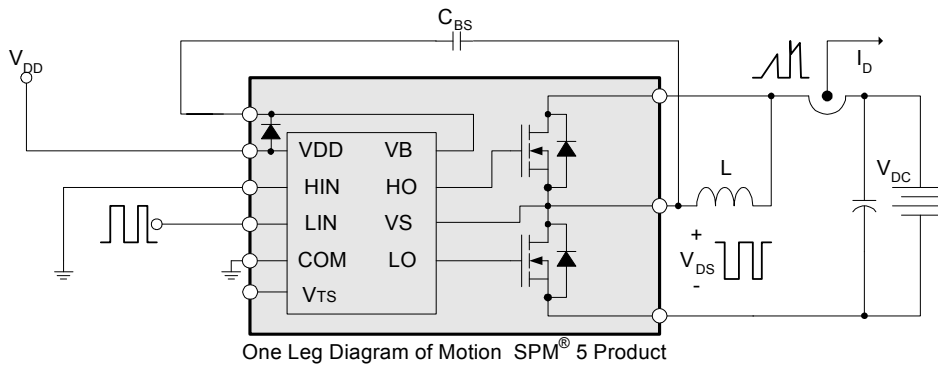 C_BS
V_DD
I_D
VDD VB
HIN HO
LIN VS
COM LO
V_TS
L
V_DC
+
V_DS
-
One Leg Diagram of Motion SPM® 5 Product